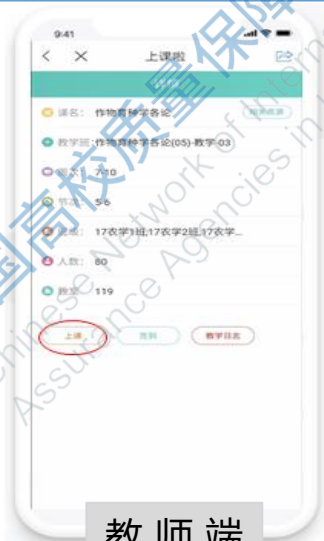 9:41
上课啦
课名： 作物育种学各论
教学班：作物育种学各论(05)-教学-03
7-10
节次： 5-6
班级： 17农学1班,17农学2班,17农学...
人数： 80
教室： 119
上课 签到 教学日志
教师端